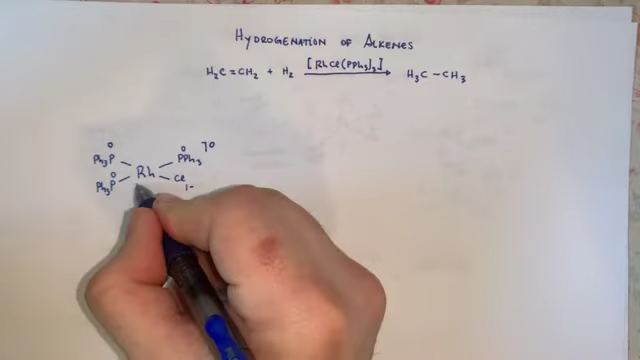 HYDROGENATION OF ALKENES
H₂C=CH₂ + H₂ [RhCl(PPh₃)₃] H₃C-CH₃
0 0 ⁰
Ph₃P PPh₃
Rh
0
Ph₃P Cl
1-